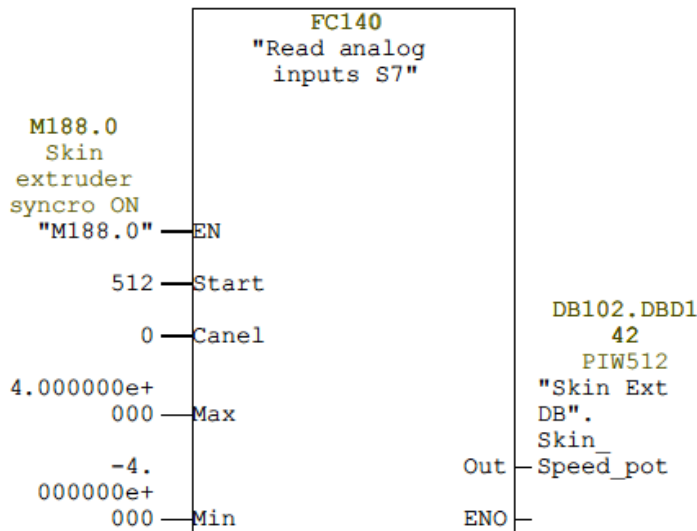 FC140
"Read analog
inputs S7"
M188.0
Skin
extruder
syncro ON
"M188.0"
EN
512
Start
0
Canel
4.000000e+
000
Max
-4.
000000e+
000
Min
DB102.DBD1
42
PIW512
"Skin Ext
DB".
Skin_
Out
Speed_pot
ENO